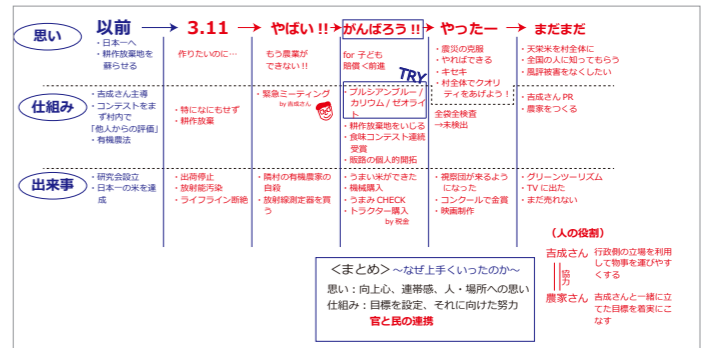 思い
以前
3.11
やばい!!
がんばろう!!
やったー
まだまだ
・日本一へ
・耕作放棄地を
蘇らせる
作りたいのに…
もう農業が
できない!!
for 子ども
賠償<前進
・震災の克服
・やればできる
・キセキ
・村全体でクオリ
ティをあげよう!
・天栄米を村全体に
・全国の人に知ってもらう
・風評被害をなくしたい
TRY
仕組み
・吉成さん主導
・コンテストをま
ず村内で
「他人からの評価」
・有機農法
・特になにもせず
・耕作放棄
・緊急ミーティング
by 吉成さん
・プルシアンブルー/
カリウム/ゼオライ
ト
・耕作放棄地をいじる
・食味コンテスト連続
受賞
・販路の個人的開拓
全袋全検査
→未検出
・吉成さん PR
・農家をつくる
出来事
・研究会設立
・日本一の米を達
成
・出荷停止
・放射能汚染
・ライフライン断絶
・隣村の有機農家の
自殺
・放射線測定器を買
う
・うまい米ができた
・機械購入
・うまみ CHECK
・トラクター購入
by 税金
・視察団が来るよう
になった
・コンクールで金賞
・映画制作
・グリーンツーリズム
・TV に出た
・まだ売れない
(人の役割)
吉成さん 行政側の立場を利用
して物事を運びやす
くする
協力
農家さん 吉成さんと一緒に立
てた目標を着実にこ
なす
<まとめ>~なぜ上手くいったのか~
思い:向上心、連帯感、人・場所への思い
仕組み:目標を設定、それに向けた努力
官と民の連携